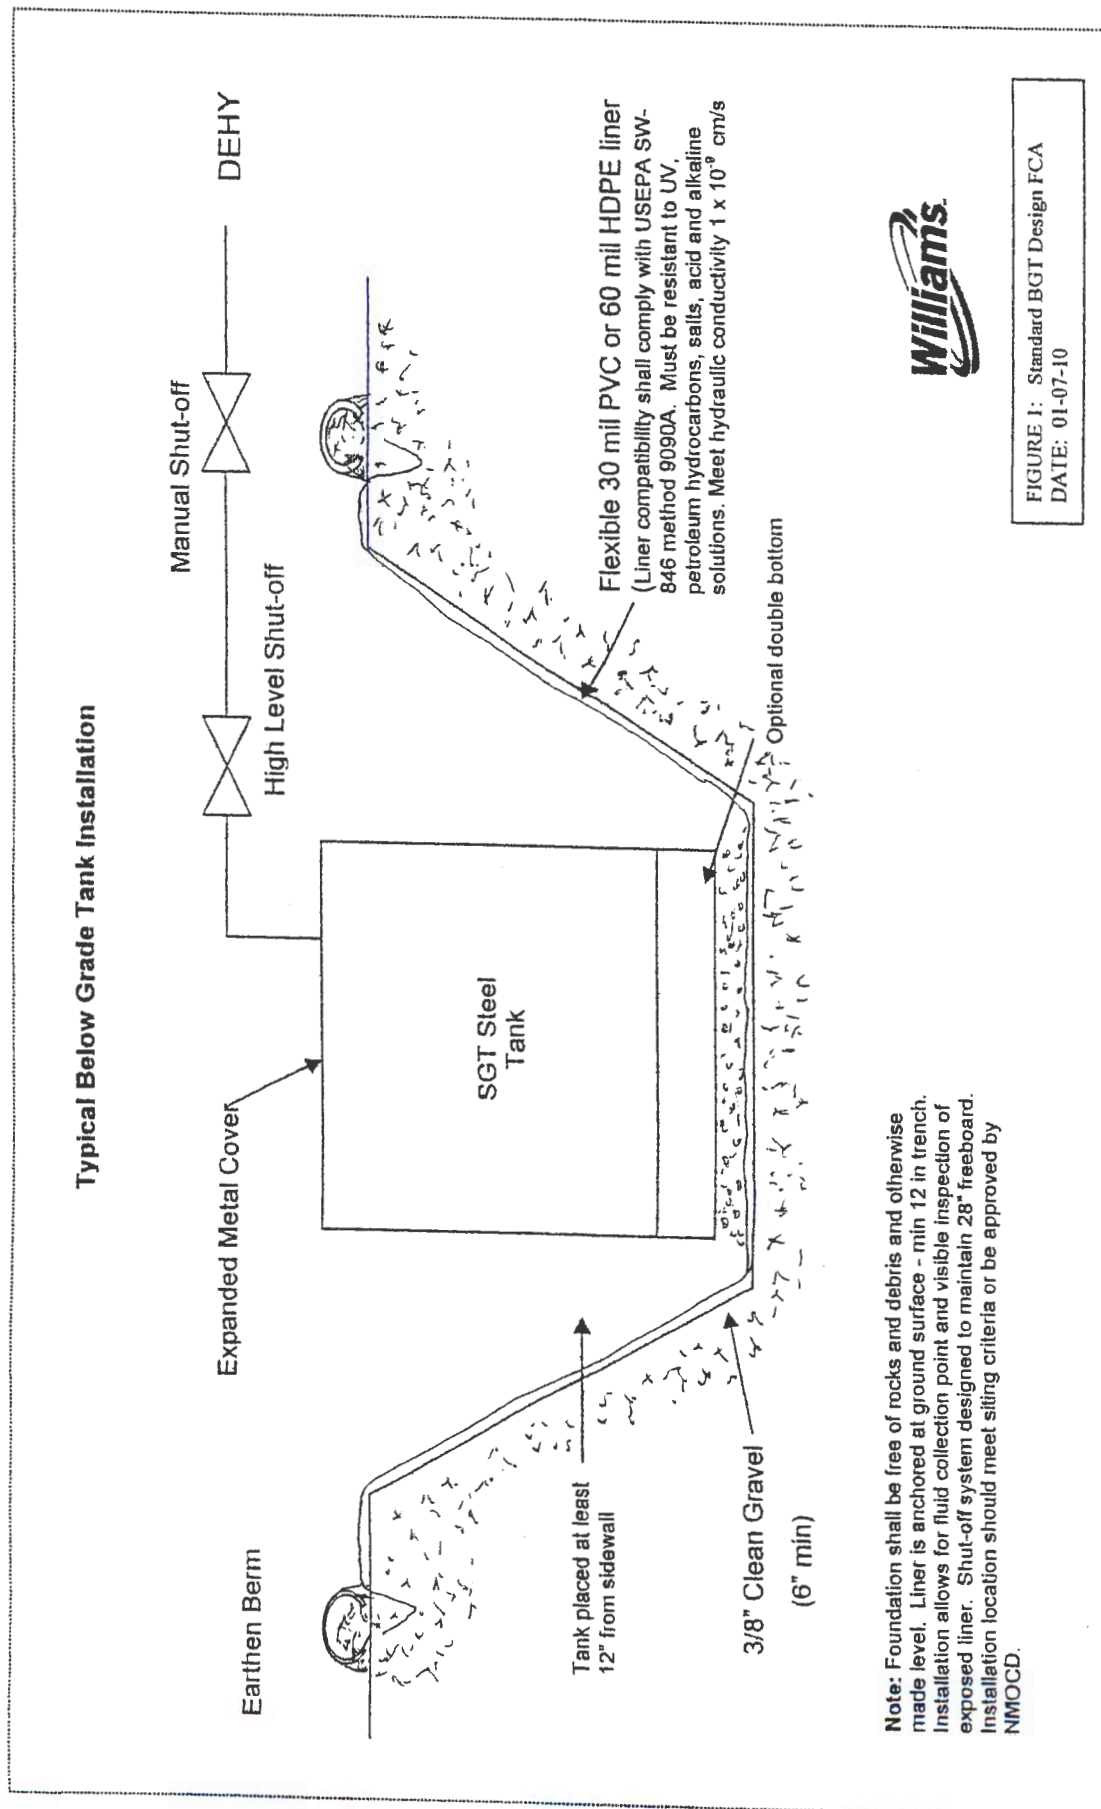 Typical Below Grade Tank Installation
Manual Shut-off
DEHY
High Level Shut-off
Expanded Metal Cover
Earthen Berm
SGT Steel
Tank
Tank placed at least
12" from sidewall
3/8" Clean Gravel
(6" min)
Flexible 30 mil PVC or 60 mil HDPE liner
(Liner compatibility shall comply with USEPA SW-
846 method 9090A. Must be resistant to UV,
petroleum hydrocarbons, salts, acid and alkaline
solutions. Meet hydraulic conductivity 1 x 10⁻⁹ cm/s
Optional double bottom
Note: Foundation shall be free of rocks and debris and otherwise
made level. Liner is anchored at ground surface - min 12 in trench.
Installation allows for fluid collection point and visible inspection of
exposed liner. Shut-off system designed to maintain 28" freeboard.
Installation location should meet siting criteria or be approved by
NMOCD.
Williams
FIGURE 1: Standard BGT Design FCA
DATE: 01-07-10